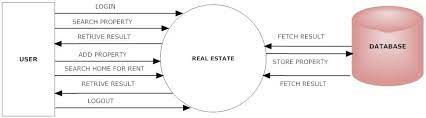 LOGIN
SEARCH PROPERTY
RETRIVE RESULT
ADD PROPERTY
SEARCH HOME FOR RENT
RETRIVE RESULT
LOGOUT
USER
REAL ESTATE
FETCH RESULT
STORE PROPERTY
FETCH RESULT
DATABASE